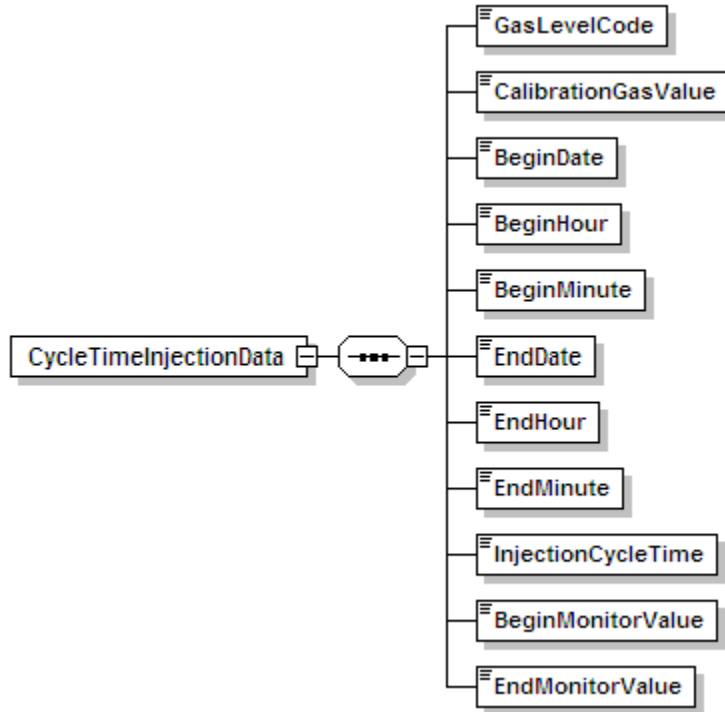 GasLevelCode
CalibrationGasValue
BeginDate
BeginHour
BeginMinute
CycleTimeInjectionData
EndDate
EndHour
EndMinute
InjectionCycleTime
BeginMonitorValue
EndMonitorValue